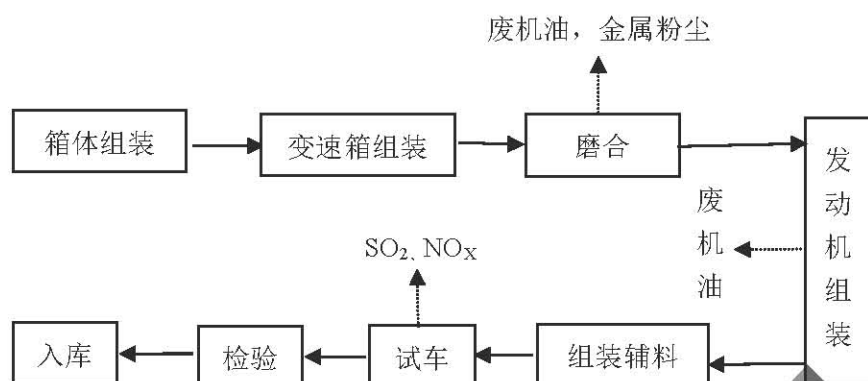 废机油，金属粉尘
箱体组装
变速箱组装
磨合
发动机组装
废机油
SO₂、NOₓ
入库
检验
试车
组装辅料